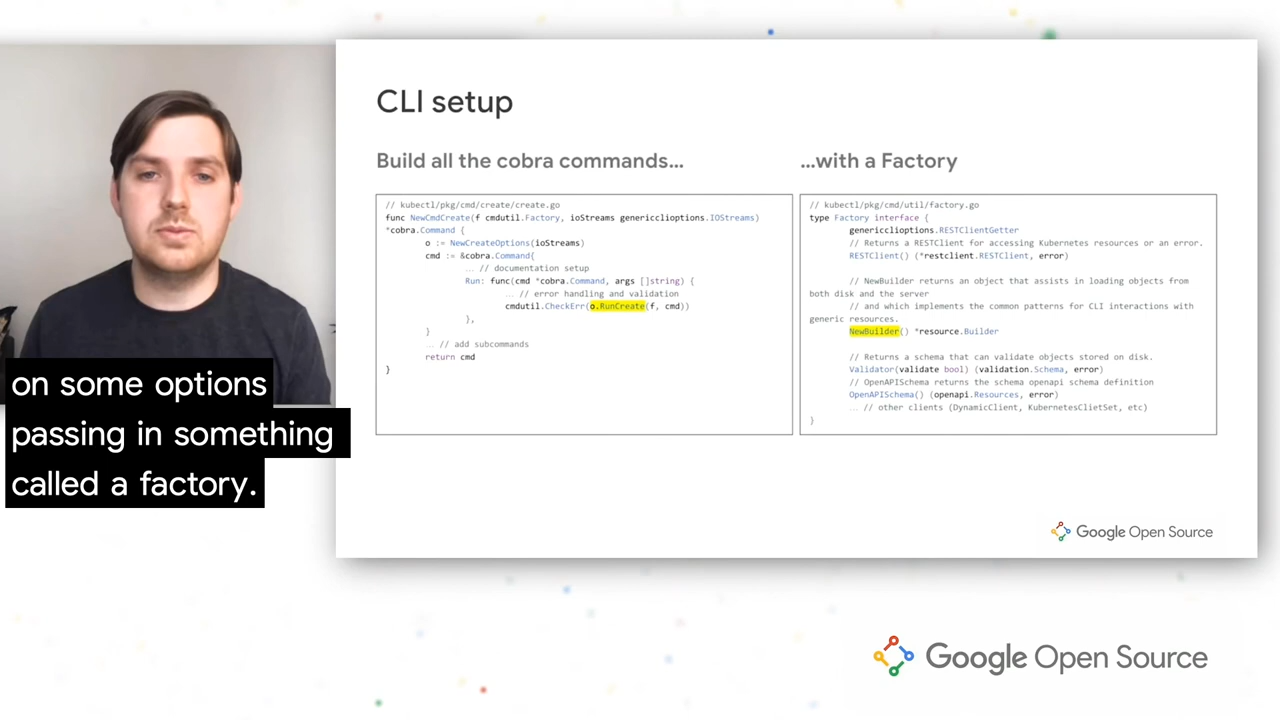 CLI setup
Build all the cobra commands...
// kubectl/pkg/cmd/create/create.go
func NewCmdCreate(f cmdutil.Factory, ioStreams genericclioptions.IOStreams)
*cobra.Command {
o := NewCreateOptions(ioStreams)
cmd := &cobra.Command{
... // documentation setup
Run: func(cmd *cobra.Command, args []string) {
... // error handling and validation
cmdutil.CheckErr(o.RunCreate(f, cmd))
},
}
... // add subcommands
return cmd
}
...with a Factory
// kubectl/pkg/cmd/util/factory.go
type Factory interface {
genericclioptions.RESTClientGetter
// Returns a RESTClient for accessing Kubernetes resources or an error.
RESTClient() (*restclient.RESTClient, error)
// NewBuilder returns an object that assists in loading objects from
both disk and the server
// and which implements the common patterns for CLI interactions with
generic resources.
NewBuilder() *resource.Builder
// Returns a schema that can validate objects stored on disk.
Validator(validate bool) (validation.Schema, error)
// OpenAPISchema returns the schema openapi schema definition
OpenAPISchema() (openapi.Resources, error)
... // other clients (DynamicClient, KubernetesClietSet, etc)
}
on some options
passing in something
called a factory.
Google Open Source
Google Open Source